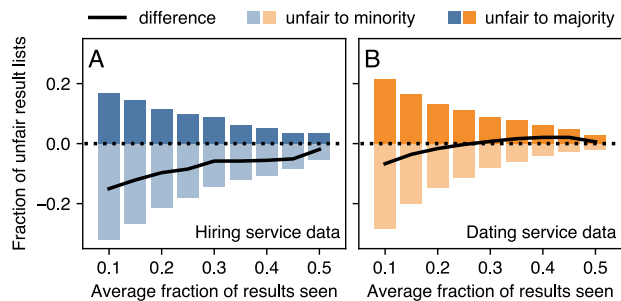 difference unfair to minority unfair to majority
A
B
Fraction of unfair result lists
0.2
0.0
−0.2
Hiring service data
Dating service data
0.1 0.2 0.3 0.4 0.5
0.1 0.2 0.3 0.4 0.5
Average fraction of results seen
Average fraction of results seen